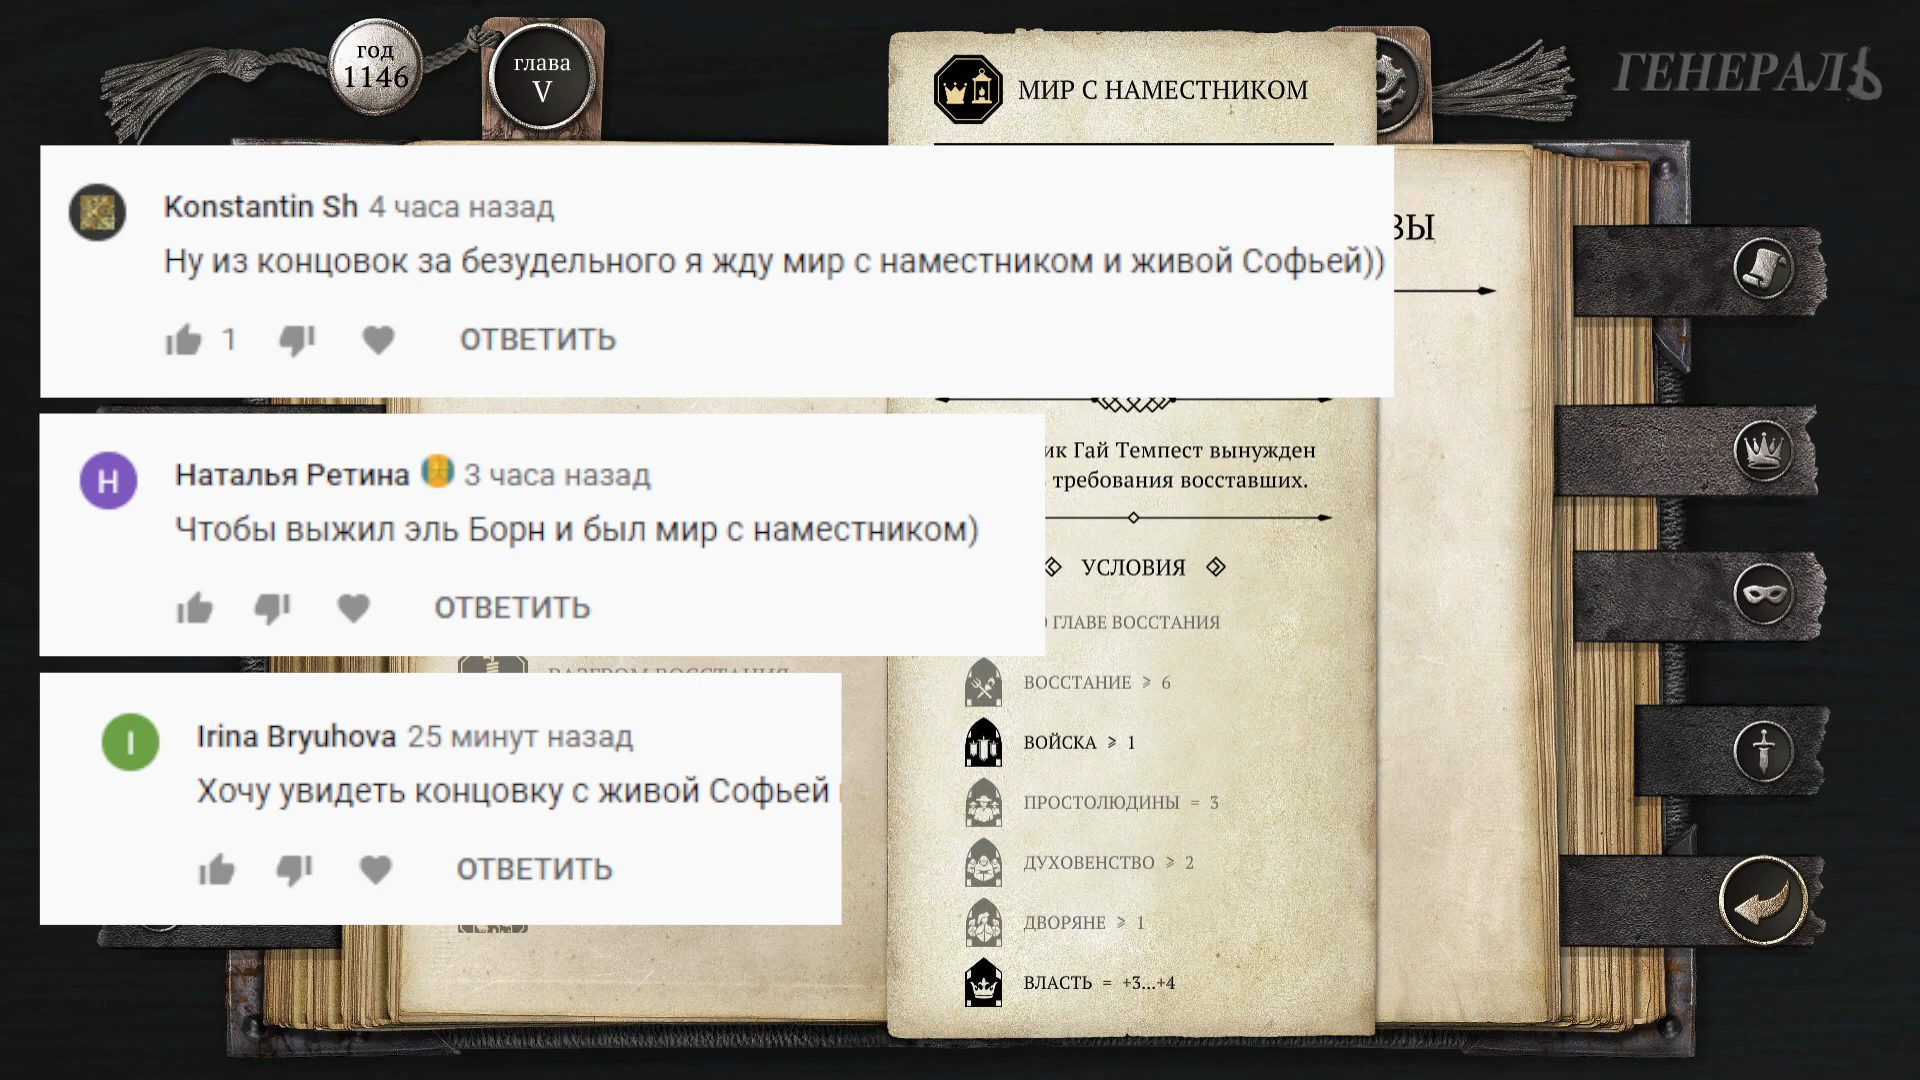 год
1146
глава
V
МИР С НАМЕСТНИКОМ
ГЕНЕРАЛЬ
Konstantin Sh 4 часа назад
Ну из концовок за безудельного я жду мир с наместником и живой Софьей))
1
ОТВЕТИТЬ
Наталья Ретина 3 часа назад
Чтобы выжил эль Борн и был мир с наместником)
ОТВЕТИТЬ
Гай Темпест вынужден
требования восставших.
УСЛОВИЯ
ГЛАВЕ ВОССТАНИЯ
ВОССТАНИЕ ⩾ 6
ВОЙСКА ⩾ 1
ПРОСТОЛЮДИНЫ = 3
ДУХОВЕНСТВО ⩾ 2
ДВОРЯНЕ ⩾ 1
ВЛАСТЬ = +3...+4
РАЗГРОМ ВОССТАНИЯ
Irina Bryuhova 25 минут назад
Хочу увидеть концовку с живой Софьей
ОТВЕТИТЬ